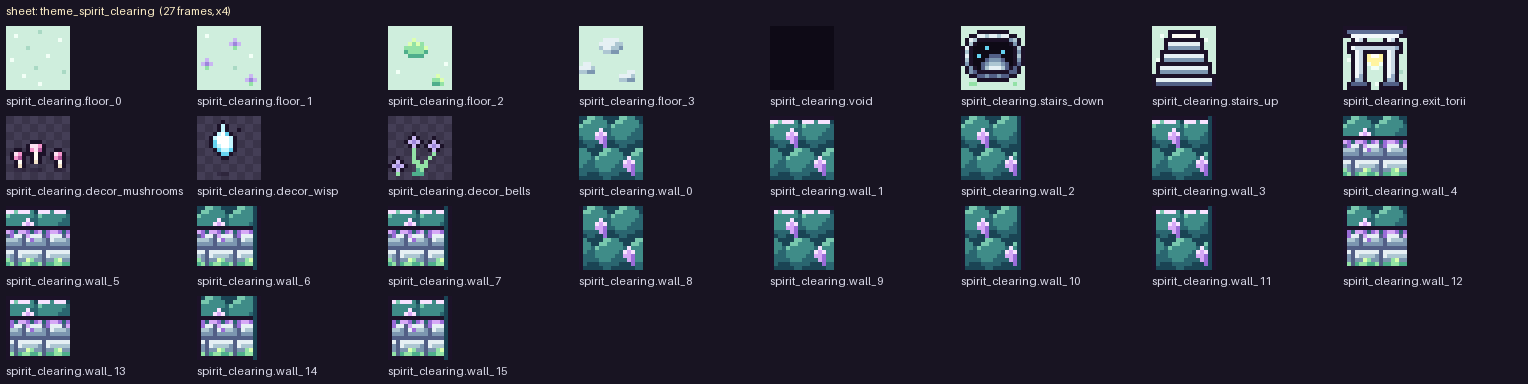 sheet: theme_spirit_clearing (27frames,x4)
spirit_clearing.floor_0 spirit_clearing.floor_1 spirit_clearing.floor_2 spirit_clearing.floor_3 spirit_clearing.void spirit_clearing.stairs_down spirit_clearing.stairs_up spirit_clearing.exit_torii
spirit_clearing.decor_mushrooms spirit_clearing.decor_wisp spirit_clearing.decor_bells spirit_clearing.wall_0 spirit_clearing.wall_1 spirit_clearing.wall_2 spirit_clearing.wall_3 spirit_clearing.wall_4
spirit_clearing.wall_5 spirit_clearing.wall_6 spirit_clearing.wall_7 spirit_clearing.wall_8 spirit_clearing.wall_9 spirit_clearing.wall_10 spirit_clearing.wall_11 spirit_clearing.wall_12
spirit_clearing.wall_13 spirit_clearing.wall_14 spirit_clearing.wall_15